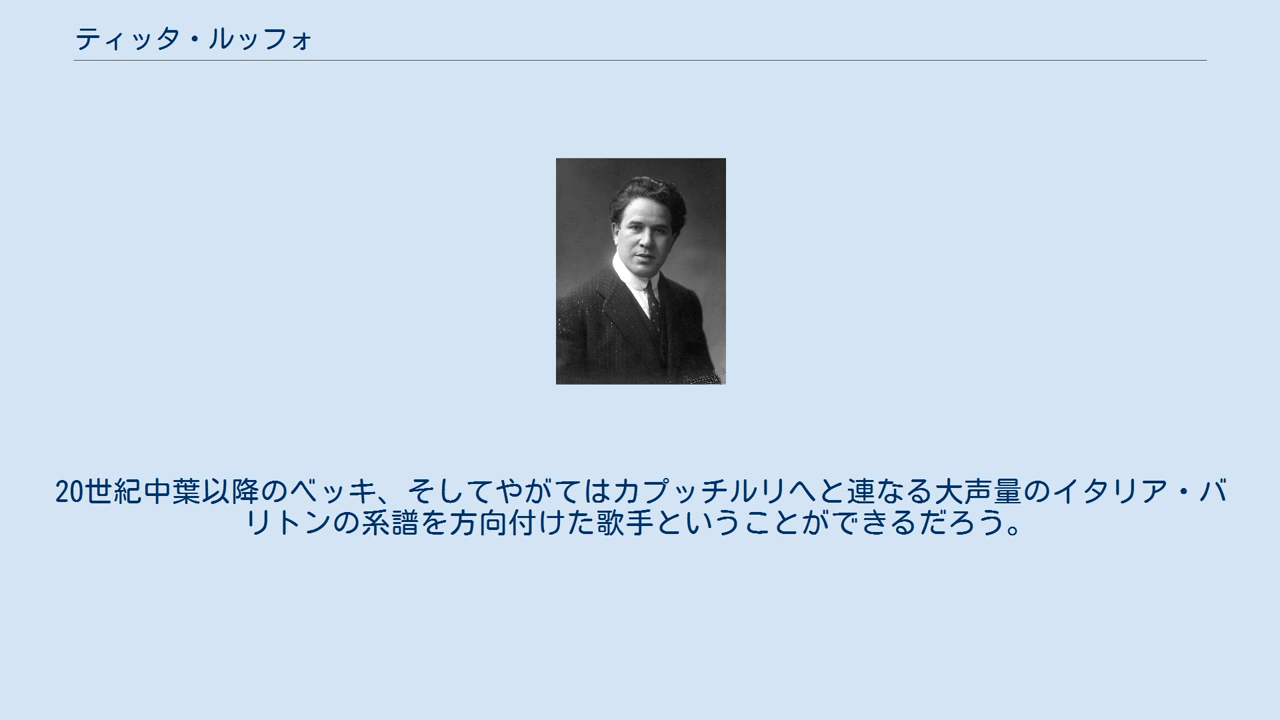 ティッタ・ルッフォ
20世紀中葉以降のベッキ、そしてやがてはカプッチルリへと連なる大声量のイタリア・バ
リトンの系譜を方向付けた歌手ということができるだろう。